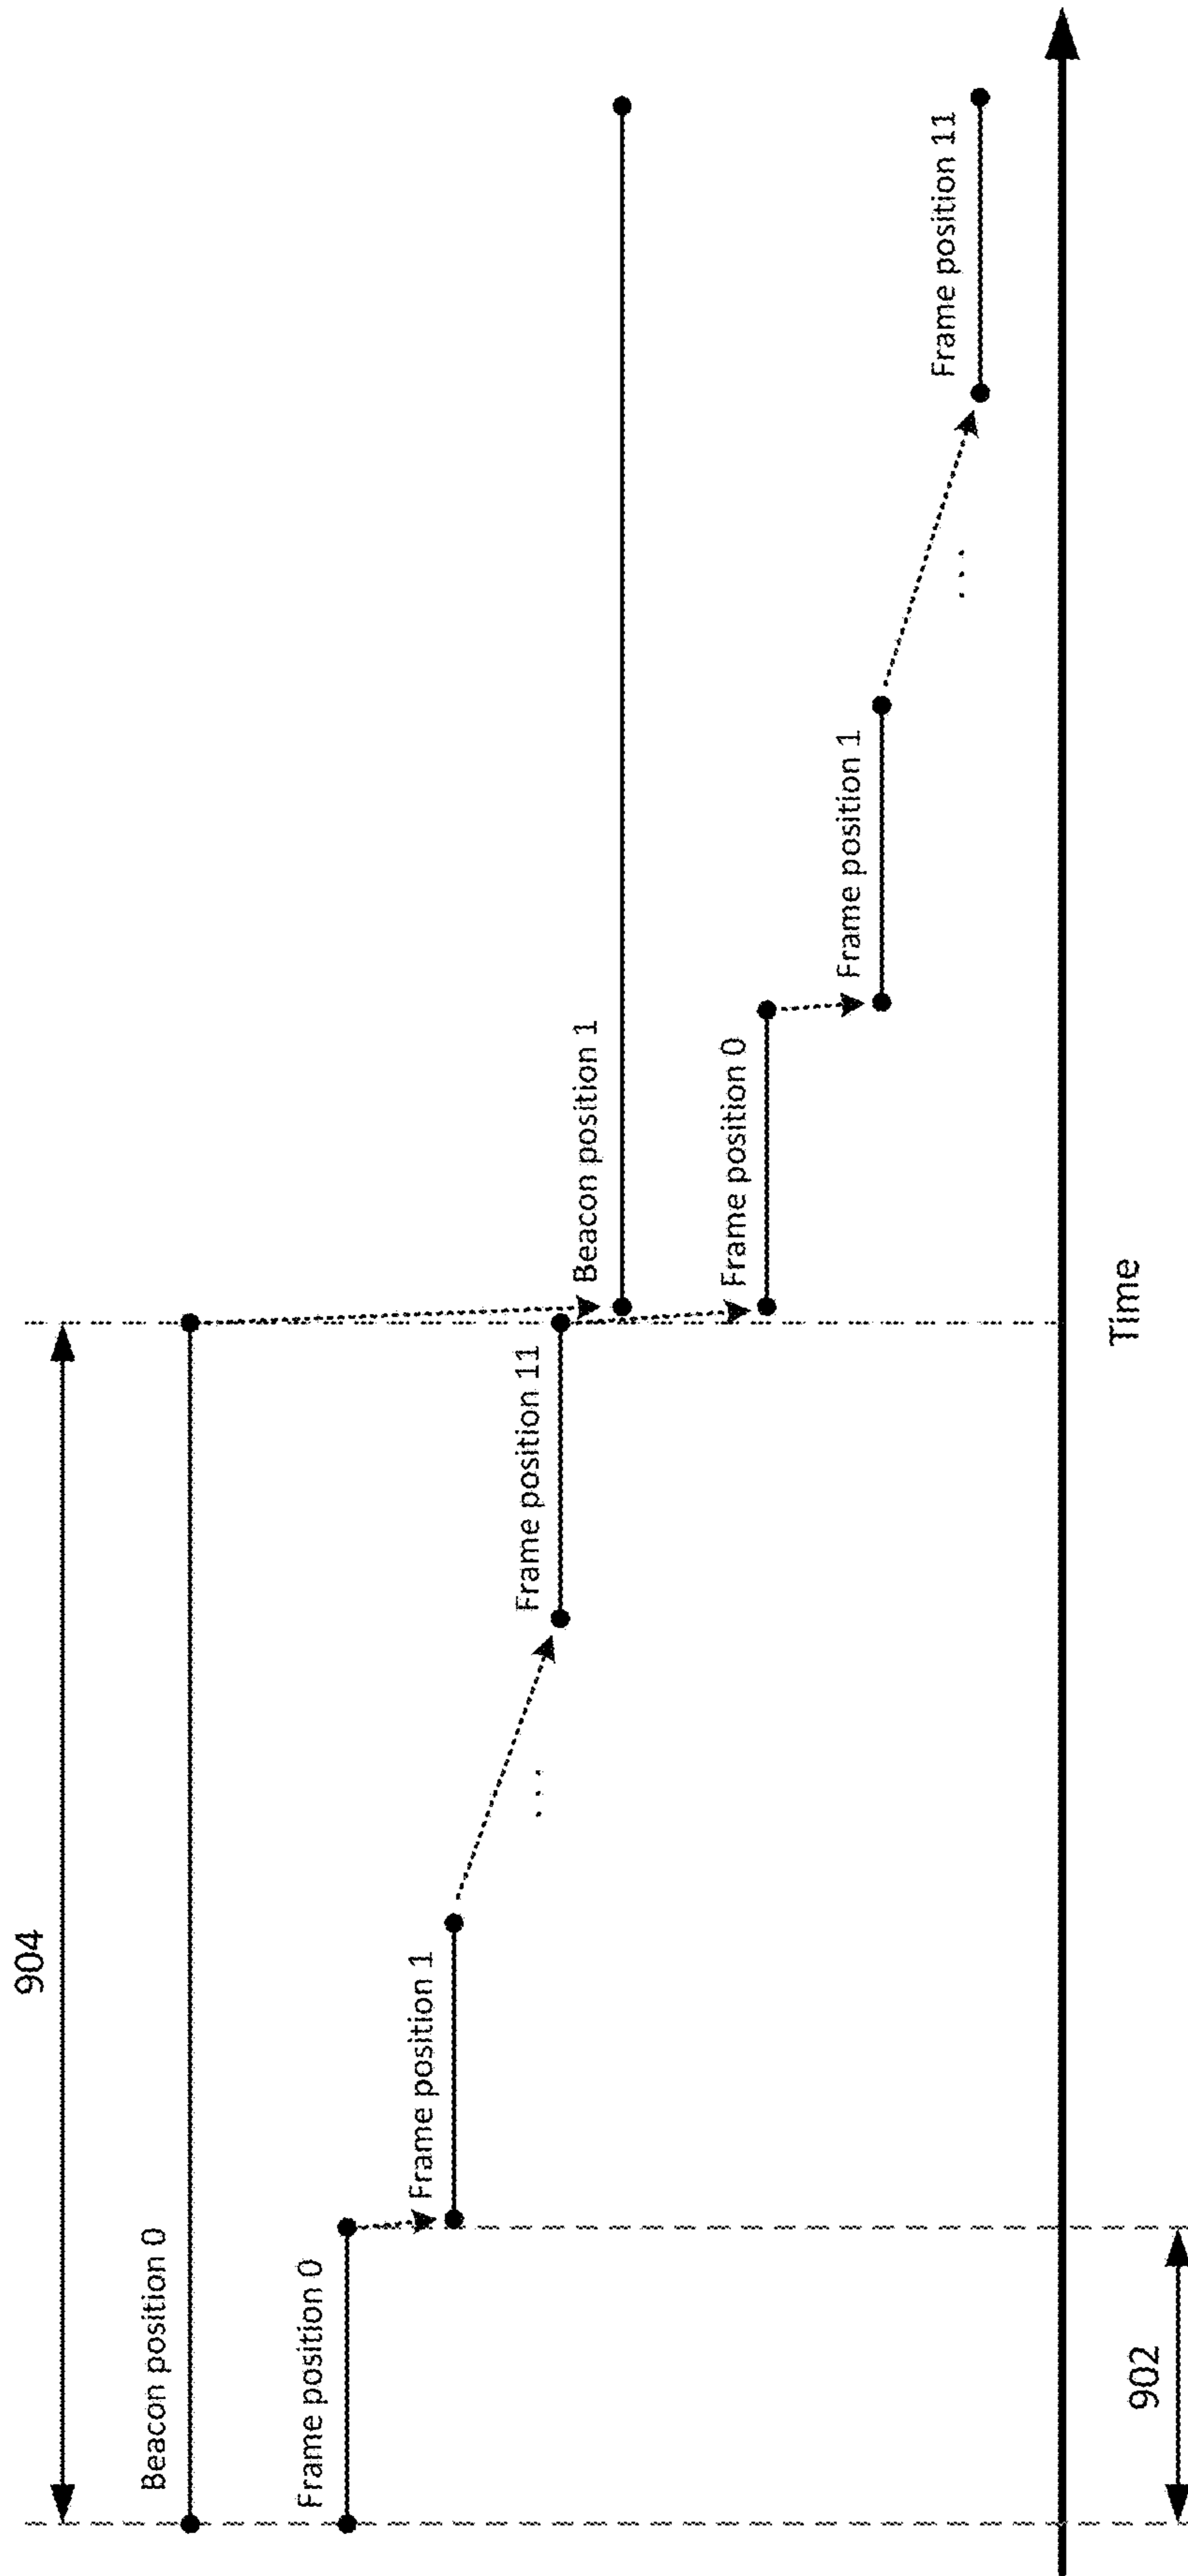 904
Beacon position 0
Frame position 0
Frame position 1
...
Frame position 11
Beacon position 1
Frame position 0
Frame position 1
...
Frame position 11
Time
902